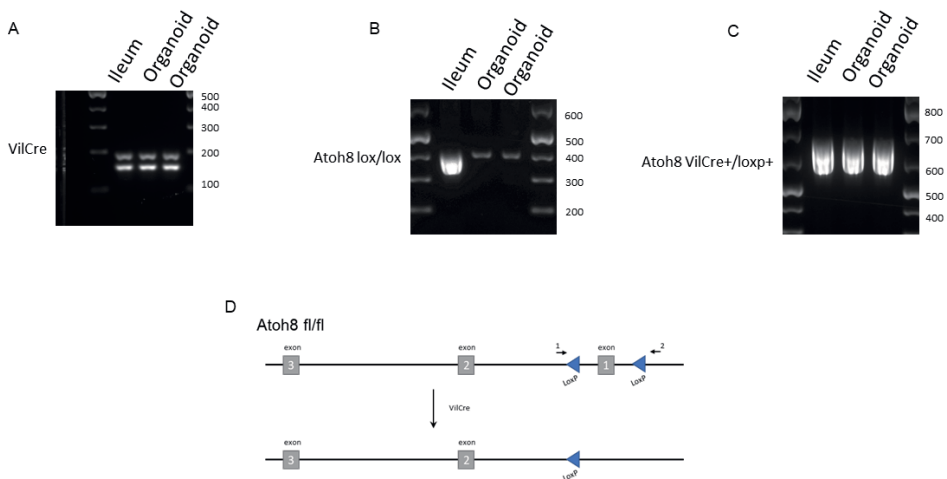 A
Ileum
Organoid
Organoid
VilCre
500
400
300
200
100
B
Ileum
Organoid
Organoid
Atoh8 lox/lox
600
500
400
300
200
C
Ileum
Organoid
Organoid
Atoh8 VilCre+/loxp+
800
700
600
500
400
D
Atoh8 fl/fl
exon
3
exon
2
1
LoxP
exon
1
LoxP
2
VilCre
exon
3
exon
2
LoxP